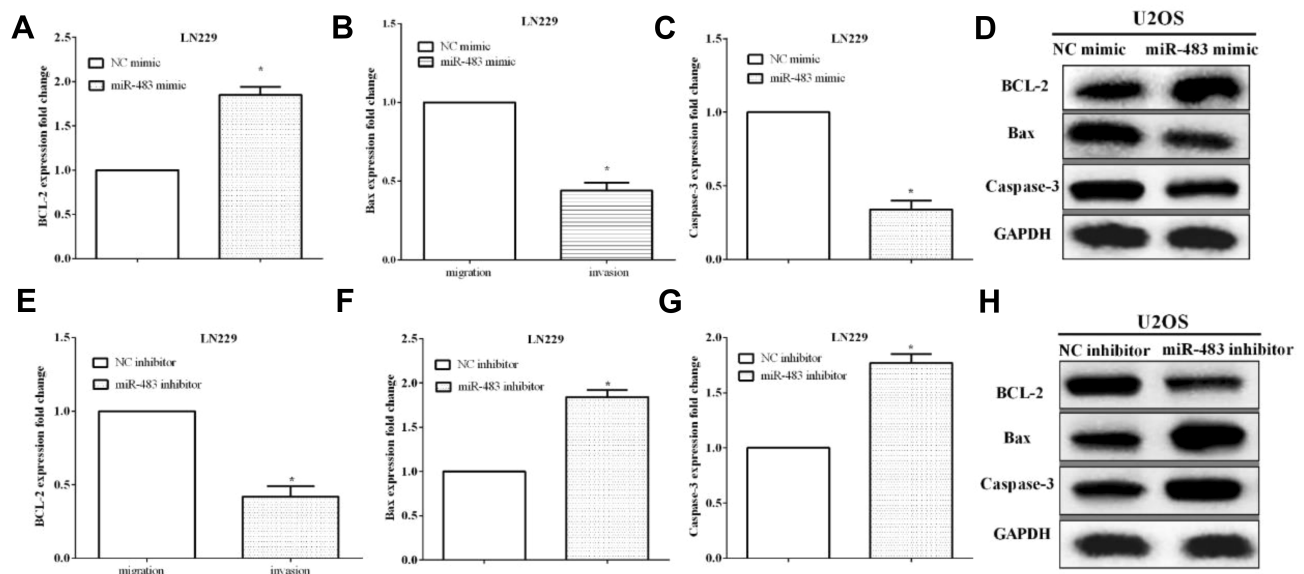 A
LN229
BCL-2 expression fold change
2.5
2.0
1.5
1.0
0.5
0.0
NC mimic
miR-483 mimic
*
B
LN229
Bax expression fold change
1.5
1.0
0.5
0.0
NC mimic
miR-483 mimic
*
migration
invasion
C
LN229
Caspase-3 expression fold change
1.5
1.0
0.5
0.0
NC mimic
miR-483 mimic
*
D
U2OS
NC mimic miR-483 mimic
BCL-2
Bax
Caspase-3
GAPDH
E
LN229
BCL-2 expression fold change
1.5
1.0
0.5
0.0
NC inhibitor
miR-483 inhibitor
*
migration
invasion
F
LN229
Bax expression fold change
2.5
2.0
1.5
1.0
0.5
0.0
NC inhibitor
miR-483 inhibitor
*
G
LN229
Caspase-3 expression fold change
2.0
1.5
1.0
0.5
0.0
NC inhibitor
miR-483 inhibitor
*
H
U2OS
NC inhibitor miR-483 inhibitor
BCL-2
Bax
Caspase-3
GAPDH